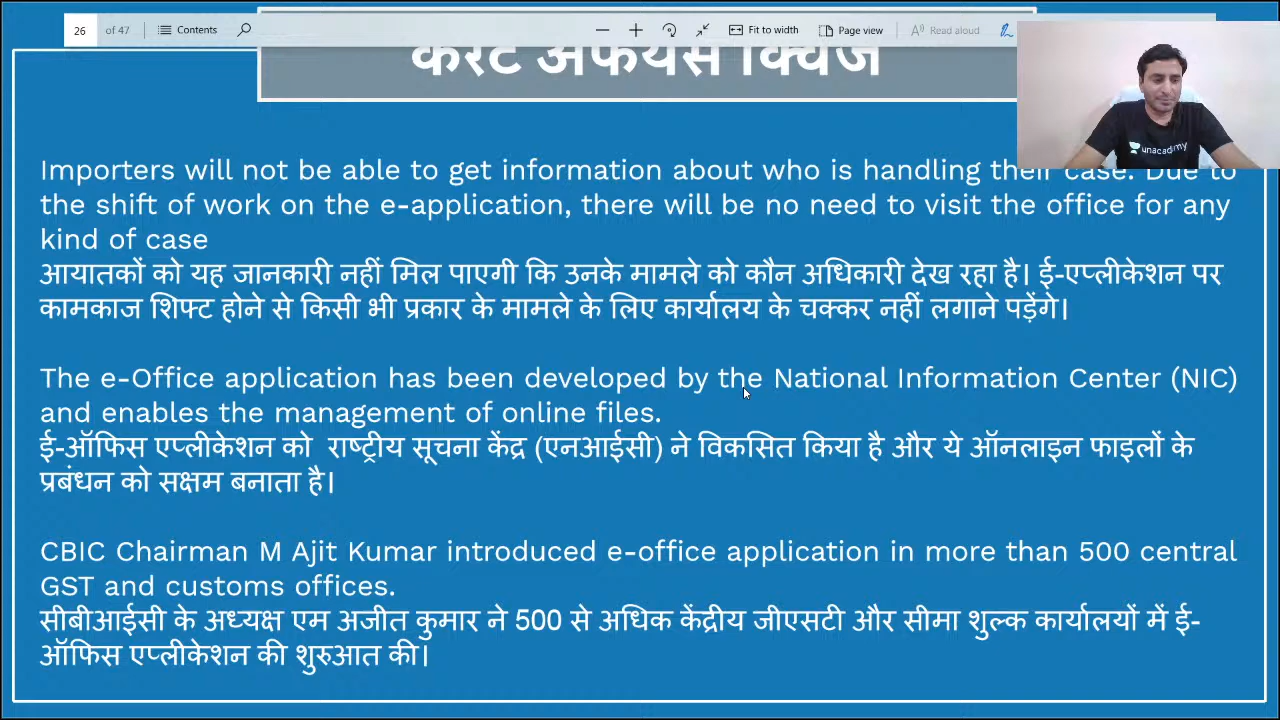 26 of 47 Contents Fit to width Page view Read aloud
करंट अफेयर्स क्विज
unacademy
Importers will not be able to get information about who is handling their case. Due to
the shift of work on the e-application, there will be no need to visit the office for any
kind of case
आयातकों को यह जानकारी नहीं मिल पाएगी कि उनके मामले को कौन अधिकारी देख रहा है। ई-एप्लीकेशन पर
कामकाज शिफ्ट होने से किसी भी प्रकार के मामले के लिए कार्यालय के चक्कर नहीं लगाने पड़ेंगे।
The e-Office application has been developed by the National Information Center (NIC)
and enables the management of online files.
ई-ऑफिस एप्लीकेशन को राष्ट्रीय सूचना केंद्र (एनआईसी) ने विकसित किया है और ये ऑनलाइन फाइलों के
प्रबंधन को सक्षम बनाता है।
CBIC Chairman M Ajit Kumar introduced e-office application in more than 500 central
GST and customs offices.
सीबीआईसी के अध्यक्ष एम अजीत कुमार ने 500 से अधिक केंद्रीय जीएसटी और सीमा शुल्क कार्यालयों में ई-
ऑफिस एप्लीकेशन की शुरुआत की।